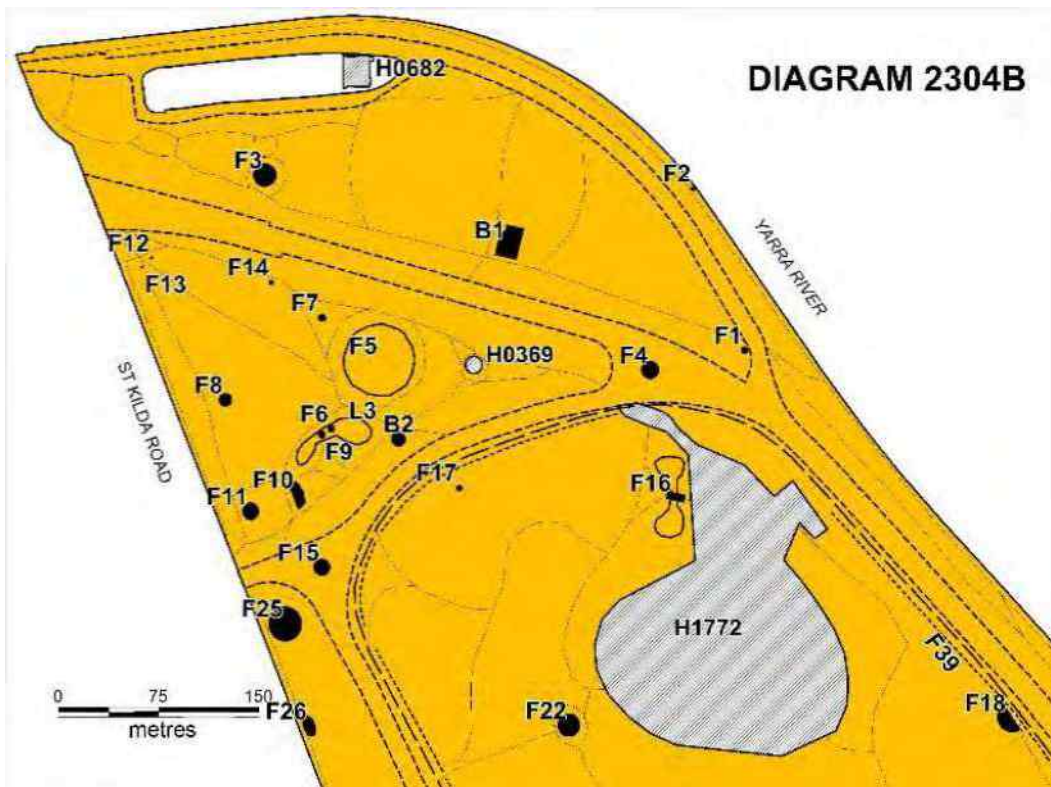 DIAGRAM 2304B
H0682
F3
F2
B1
YARRA RIVER
F12
F13
F14
F7
F5
H0369
F4
F1
ST KILDA ROAD
F8
F6
L3
F9
B2
F10
F11
F17
F16
F15
F25
H1772
F39
0 75 150
metres
F26
F22
F18